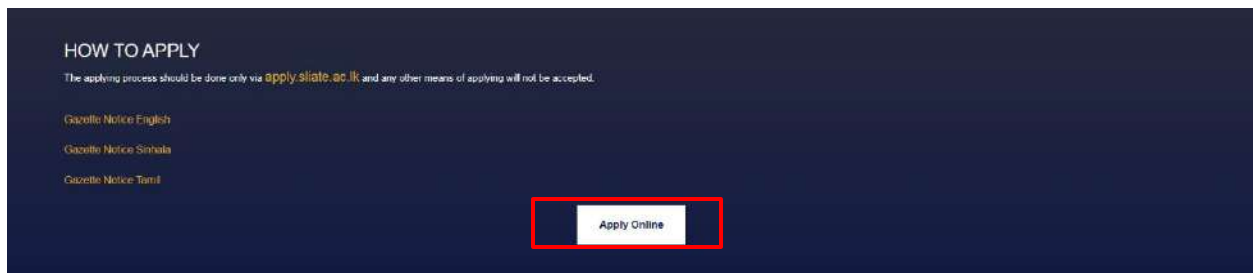 HOW TO APPLY
The applying process should be done only via apply.sliate.ac.lk and any other means of applying will not be accepted.
Gazette Notice English
Gazette Notice Sinhala
Gazette Notice Tamil
Apply Online